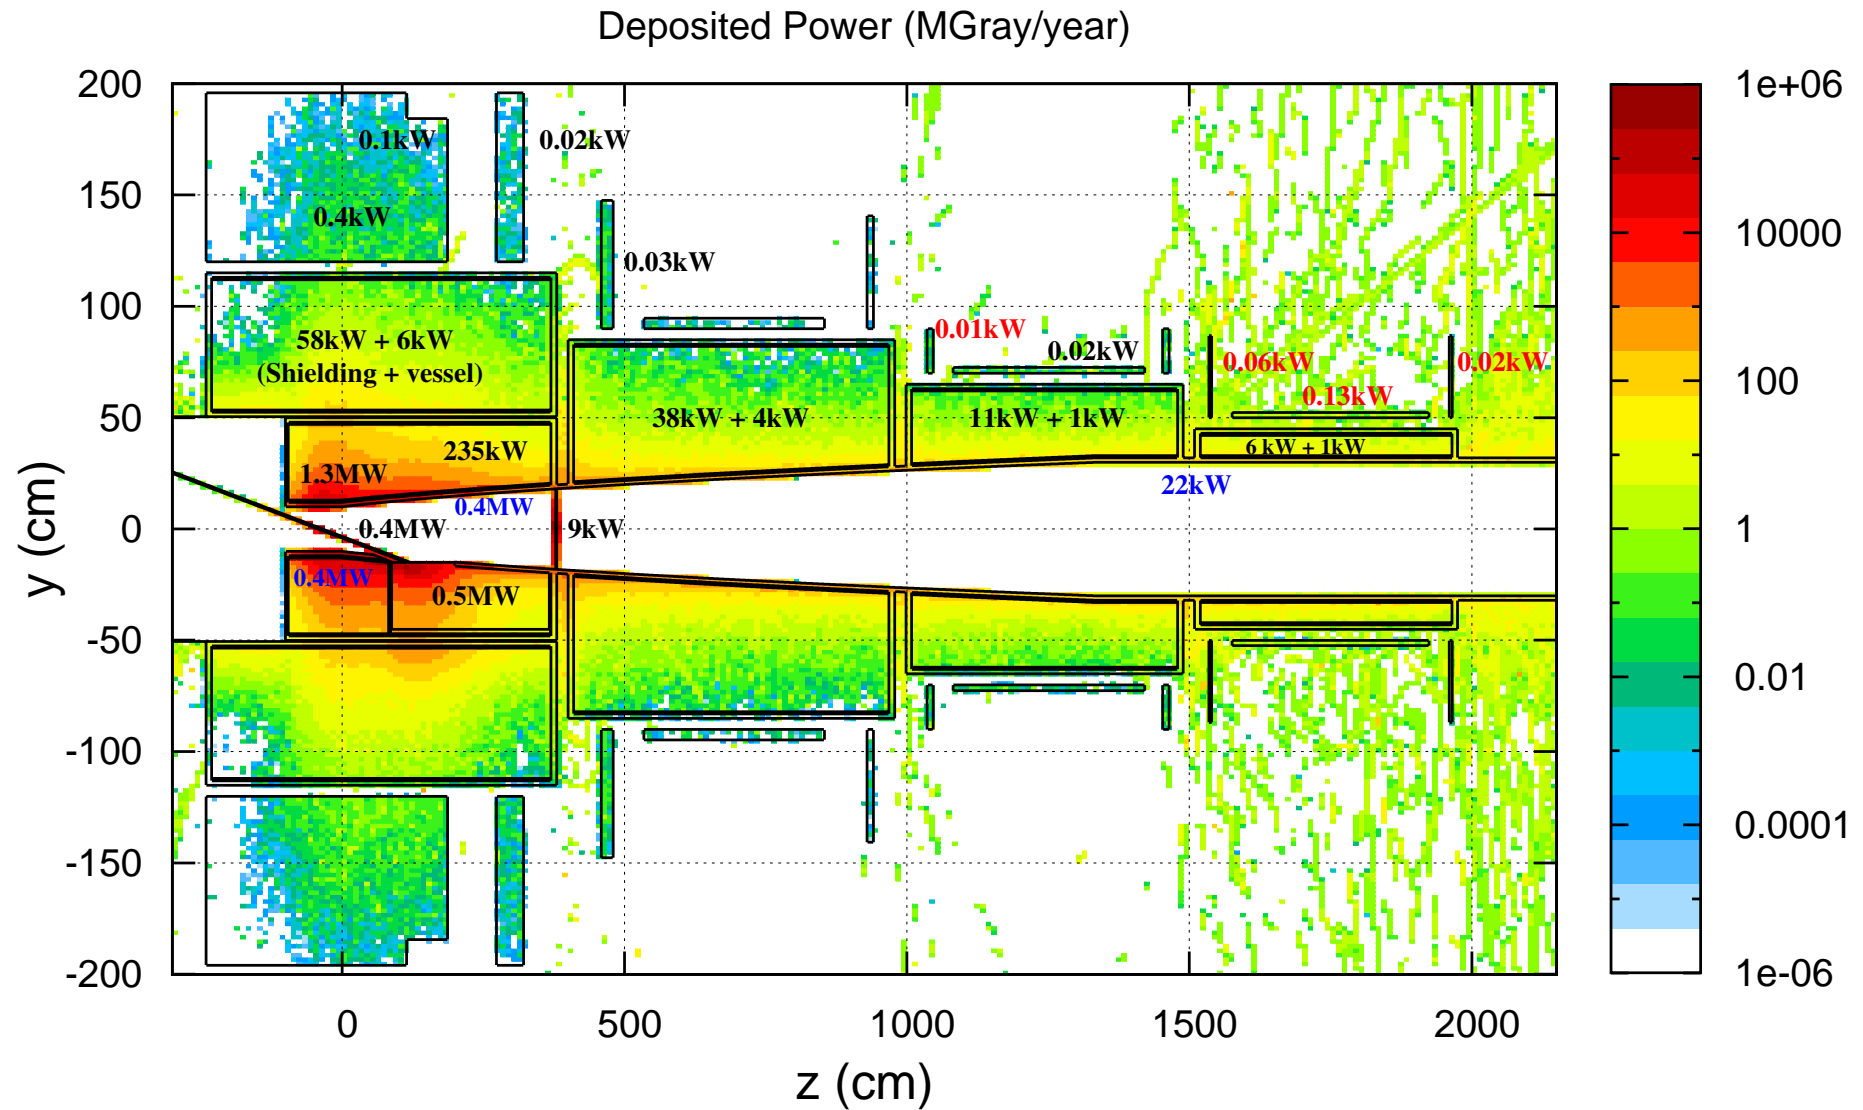 Deposited Power (MGray/year)
200
150
100
50
0
-50
-100
-150
-200
y (cm)
0.1kW
0.02kW
0.4kW
0.03kW
58kW + 6kW
(Shielding + vessel)
0.01kW
0.02kW
0.06kW
0.02kW
0.13kW
38kW + 4kW
11kW + 1kW
6 kW + 1kW
235kW
1.3MW
0.4MW
22kW
0.4MW
9kW
0.4MW
0.5MW
0
500
1000
1500
2000
z (cm)
1e+06
10000
100
1
0.01
0.0001
1e-06